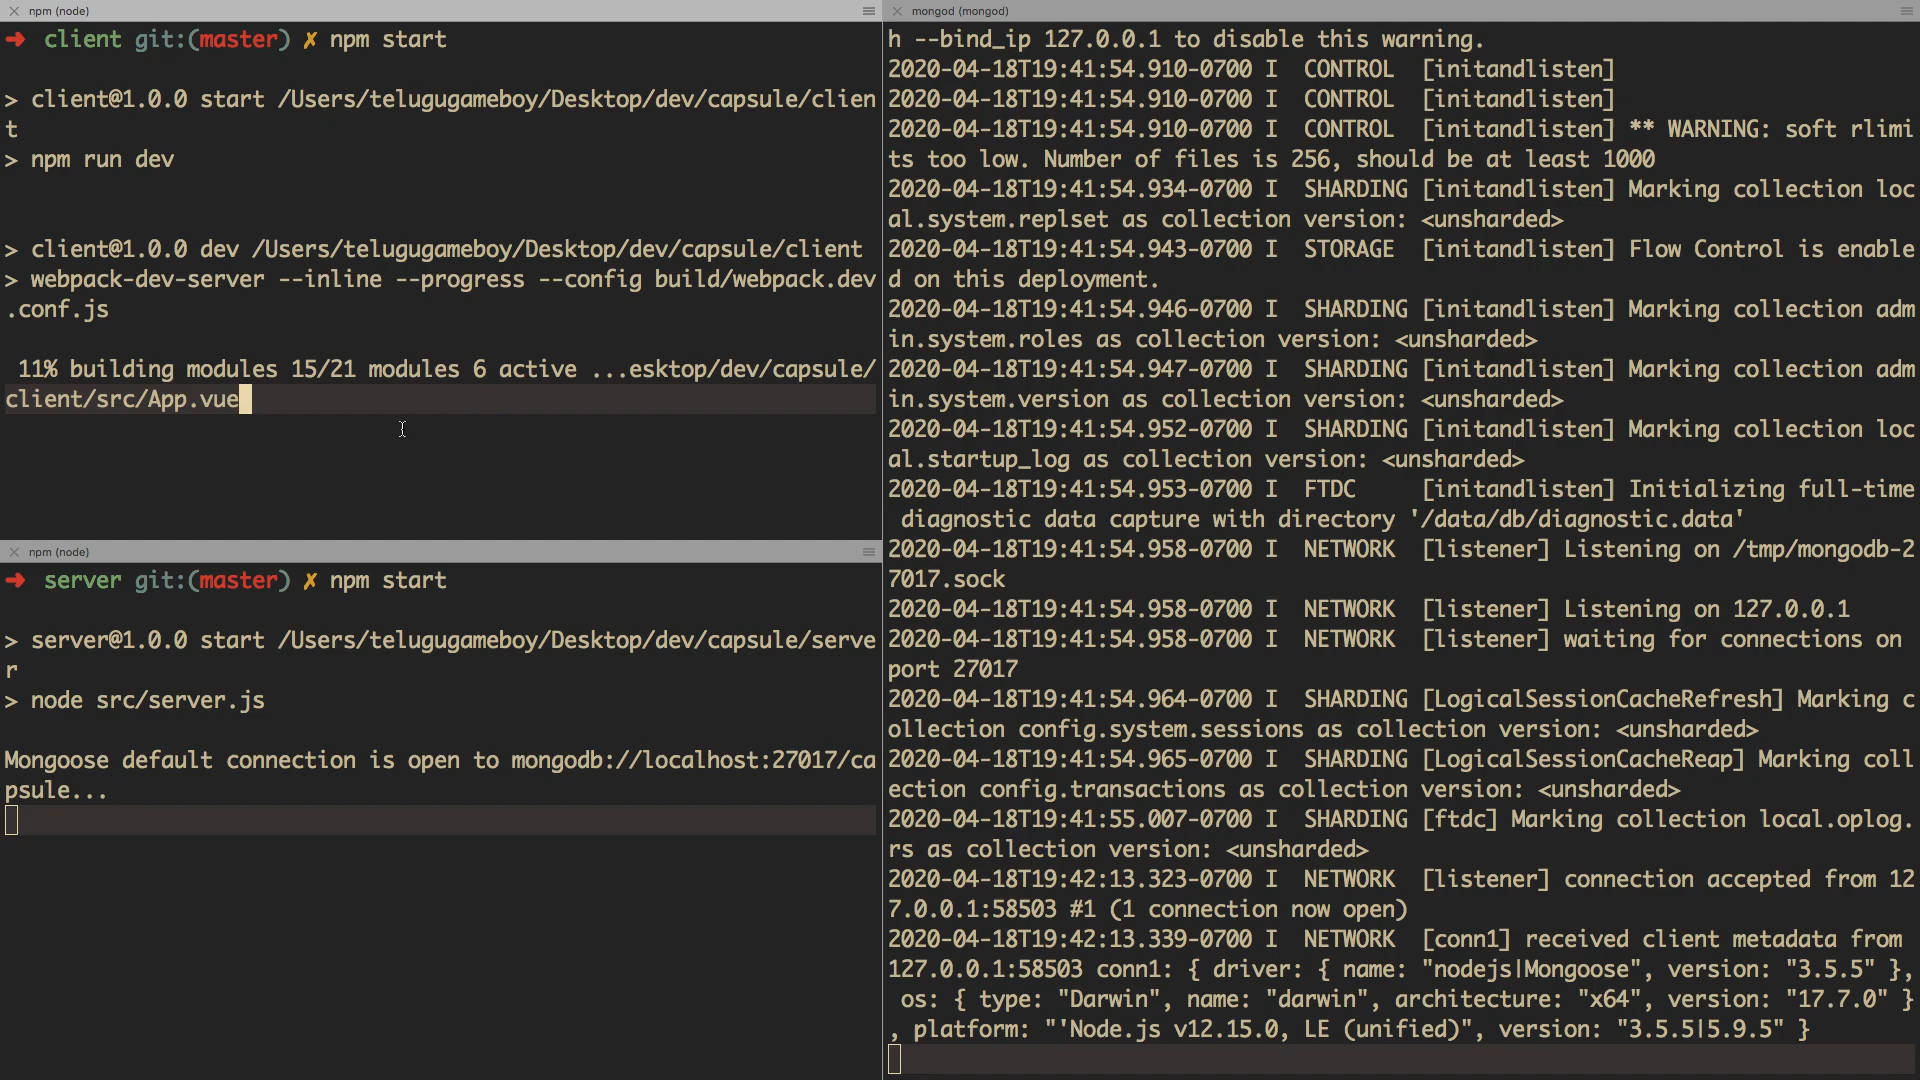 npm (node)
➜ client git:(master) ✗ npm start
> client@1.0.0 start /Users/telugugameboy/Desktop/dev/capsule/clien
t
> npm run dev
> client@1.0.0 dev /Users/telugugameboy/Desktop/dev/capsule/client
> webpack-dev-server --inline --progress --config build/webpack.dev
.conf.js
11% building modules 15/21 modules 6 active ...esktop/dev/capsule/
client/src/App.vue
npm (node)
➜ server git:(master) ✗ npm start
> server@1.0.0 start /Users/telugugameboy/Desktop/dev/capsule/serve
r
> node src/server.js
Mongoose default connection is open to mongodb://localhost:27017/ca
psule...
mongod (mongod)
h --bind_ip 127.0.0.1 to disable this warning.
2020-04-18T19:41:54.910-0700 I  CONTROL  [initandlisten]
2020-04-18T19:41:54.910-0700 I  CONTROL  [initandlisten]
2020-04-18T19:41:54.910-0700 I  CONTROL  [initandlisten] ** WARNING: soft rlimi
ts too low. Number of files is 256, should be at least 1000
2020-04-18T19:41:54.934-0700 I  SHARDING [initandlisten] Marking collection loc
al.system.replset as collection version: <unsharded>
2020-04-18T19:41:54.943-0700 I  STORAGE  [initandlisten] Flow Control is enable
d on this deployment.
2020-04-18T19:41:54.946-0700 I  SHARDING [initandlisten] Marking collection adm
in.system.roles as collection version: <unsharded>
2020-04-18T19:41:54.947-0700 I  SHARDING [initandlisten] Marking collection adm
in.system.version as collection version: <unsharded>
2020-04-18T19:41:54.952-0700 I  SHARDING [initandlisten] Marking collection loc
al.startup_log as collection version: <unsharded>
2020-04-18T19:41:54.953-0700 I  FTDC     [initandlisten] Initializing full-time
 diagnostic data capture with directory '/data/db/diagnostic.data'
2020-04-18T19:41:54.958-0700 I  NETWORK  [listener] Listening on /tmp/mongodb-2
7017.sock
2020-04-18T19:41:54.958-0700 I  NETWORK  [listener] Listening on 127.0.0.1
2020-04-18T19:41:54.958-0700 I  NETWORK  [listener] waiting for connections on
port 27017
2020-04-18T19:41:54.964-0700 I  SHARDING [LogicalSessionCacheRefresh] Marking c
ollection config.system.sessions as collection version: <unsharded>
2020-04-18T19:41:54.965-0700 I  SHARDING [LogicalSessionCacheReap] Marking coll
ection config.transactions as collection version: <unsharded>
2020-04-18T19:41:55.007-0700 I  SHARDING [ftdc] Marking collection local.oplog.
rs as collection version: <unsharded>
2020-04-18T19:42:13.323-0700 I  NETWORK  [listener] connection accepted from 12
7.0.0.1:58503 #1 (1 connection now open)
2020-04-18T19:42:13.339-0700 I  NETWORK  [conn1] received client metadata from
127.0.0.1:58503 conn1: { driver: { name: "nodejs|Mongoose", version: "3.5.5" },
 os: { type: "Darwin", name: "darwin", architecture: "x64", version: "17.7.0" }
, platform: "'Node.js v12.15.0, LE (unified)", version: "3.5.5|5.9.5" }